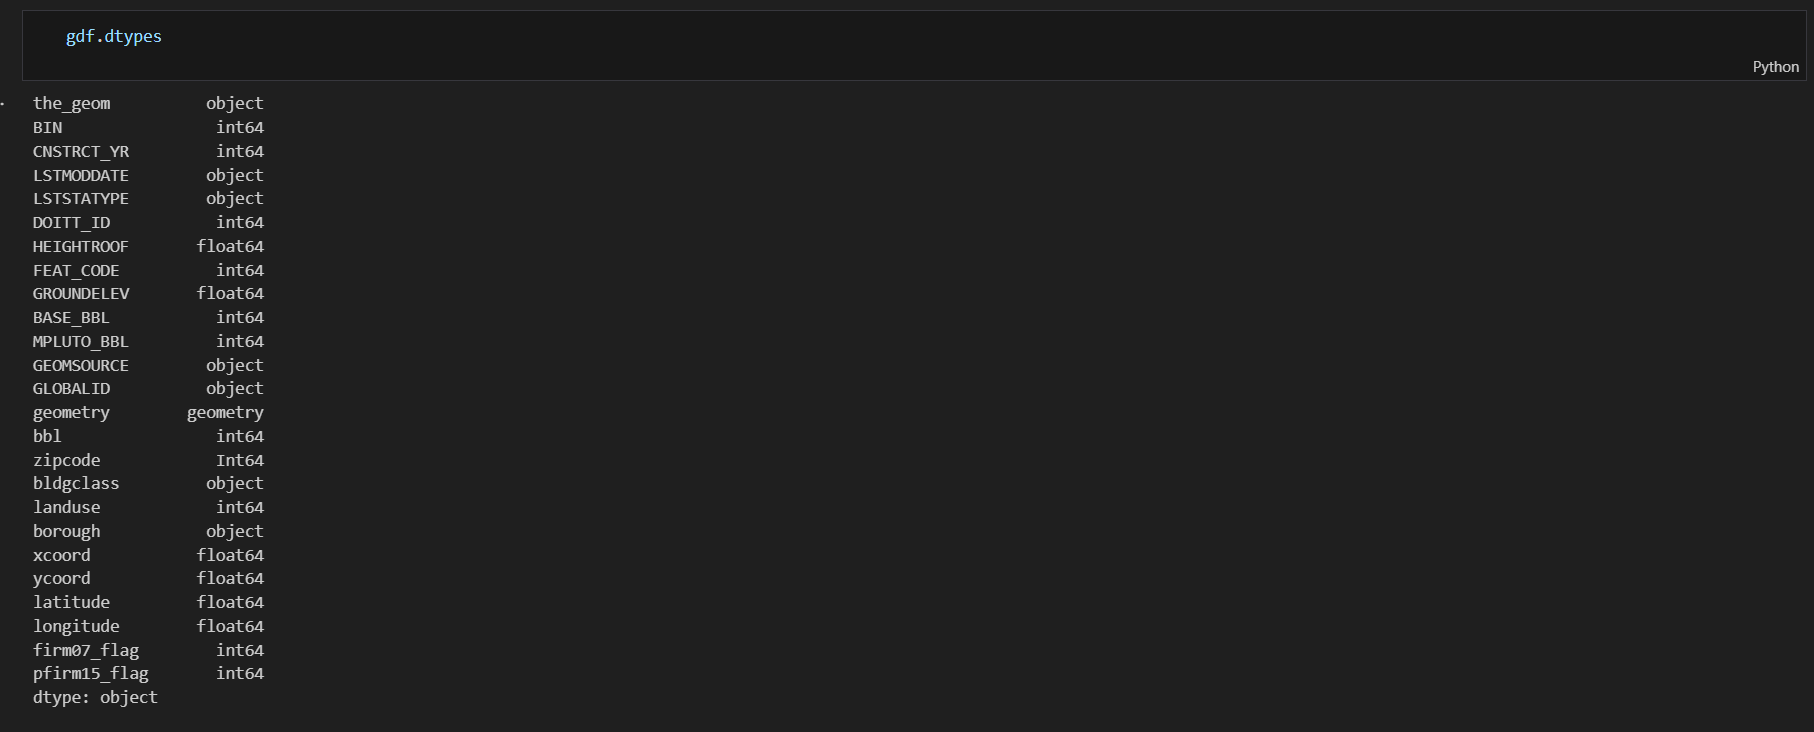 gdf.dtypes
Python
the_geom object
BIN int64
CNSTRCT_YR int64
LSTMODDATE object
LSTSTATYPE object
DOITT_ID int64
HEIGHTROOF float64
FEAT_CODE int64
GROUNDELEV float64
BASE_BBL int64
MPLUTO_BBL int64
GEOMSOURCE object
GLOBALID object
geometry geometry
bbl int64
zipcode Int64
bldgclass object
landuse int64
borough object
xcoord float64
ycoord float64
latitude float64
longitude float64
firm07_flag int64
pfirm15_flag int64
dtype: object